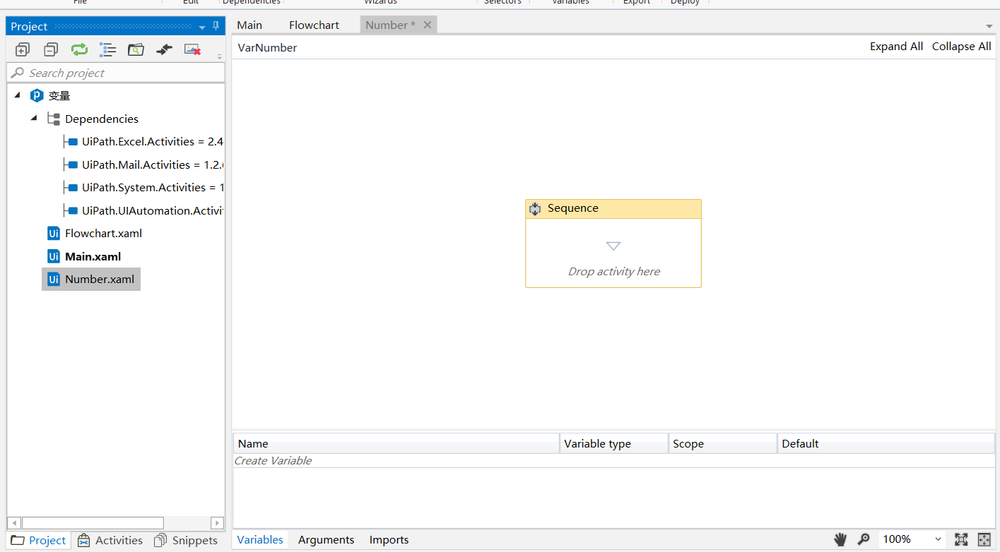 File Edit Dependencies Wizards Selectors Variables Export Deploy
Project
Main Flowchart Number *
VarNumber Expand All Collapse All
Search project
变量
Dependencies
UiPath.Excel.Activities = 2.4
UiPath.Mail.Activities = 1.2.
UiPath.System.Activities = 1
UiPath.UIAutomation.Activi
Flowchart.xaml
Main.xaml
Number.xaml
Sequence
Drop activity here
Name Variable type Scope Default
Create Variable
Project Activities Snippets
Variables Arguments Imports 100%